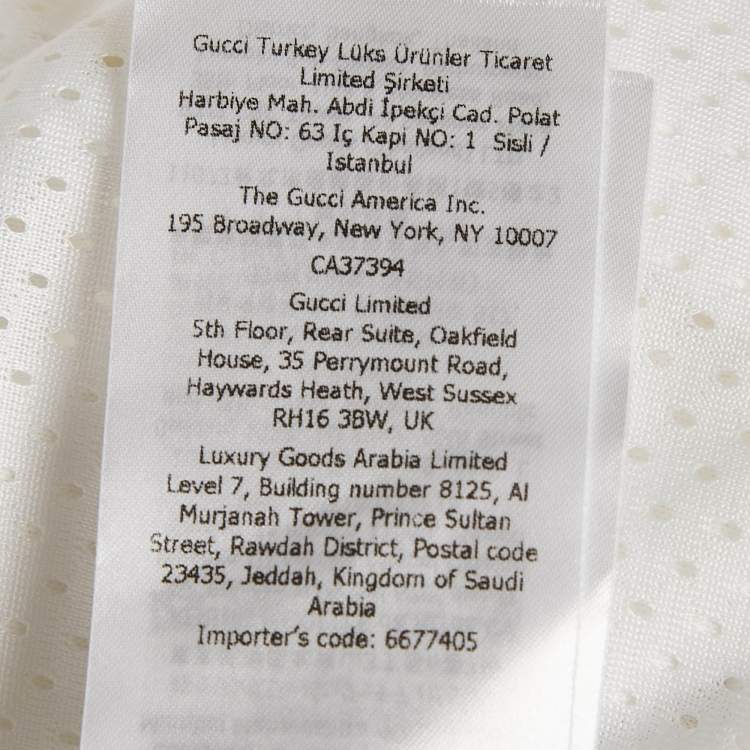 Gucci Turkey Lüks Ürünler Ticaret
Limited Şirketi
Harbiye Mah. Abdi İpekçi Cad. Polat
Pasaj NO: 63 Iç Kapi NO: 1 Sisli /
Istanbul
The Gucci America Inc.
195 Broadway, New York, NY 10007
CA37394
Gucci Limited
5th Floor, Rear Suite, Oakfield
House, 35 Perrymount Road,
Haywards Heath, West Sussex
RH16 3BW, UK
Luxury Goods Arabia Limited
Level 7, Building number 8125, Al
Murjanah Tower, Prince Sultan
Street, Rawdah District, Postal code
23435, Jeddah, Kingdom of Saudi
Arabia
Importer's code: 6677405